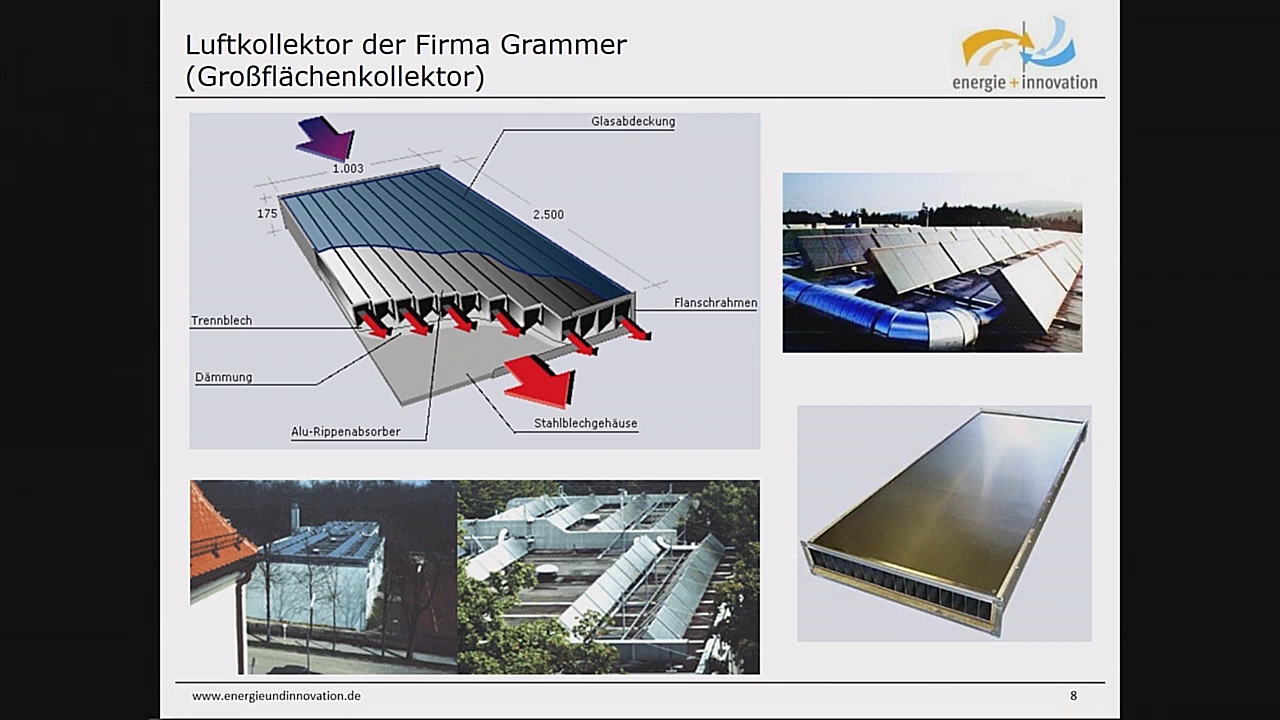 Luftkollektor der Firma Grammer
(Großflächenkollektor)
energie + innovation
Glasabdeckung
1.003
175
2.500
Flanschrahmen
Trennblech
Dämmung
Alu-Rippenabsorber
Stahlblechgehäuse
www.energieundinnovation.de
8